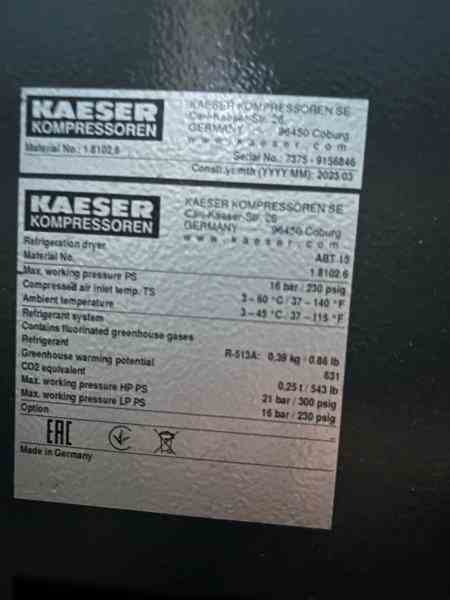 KAESER
KOMPRESSOREN
KAESER KOMPRESSOREN SE
Carl-Kaeser-Str. 26
GERMANY 96450 Coburg
www.kaeser.com
Material No.: 1.8102.6
Serial No.: 7375 - 9156846
Constr.yr.mth (YYYY MM): 2025 03
KAESER
KOMPRESSOREN
KAESER KOMPRESSOREN SE
Carl-Kaeser-Str. 26
GERMANY 96450 Coburg
www.kaeser.com
Refrigeration dryer ABT 15
Material No. 1.8102.6
Max. working pressure PS 16 bar / 230 psig
Compressed air inlet temp. TS 3 – 60 °C / 37 – 140 °F
Ambient temperature 3 – 45 °C / 37 – 115 °F
Refrigerant system
Contains fluorinated greenhouse gases
Refrigerant R-513A: 0,39 kg - 0.86 lb
Greenhouse warming potential 631
CO2 equivalent 0,25 t / 543 lb
Max. working pressure HP PS 21 bar / 300 psig
Max. working pressure LP PS 16 bar / 230 psig
Option
EAC
Made in Germany